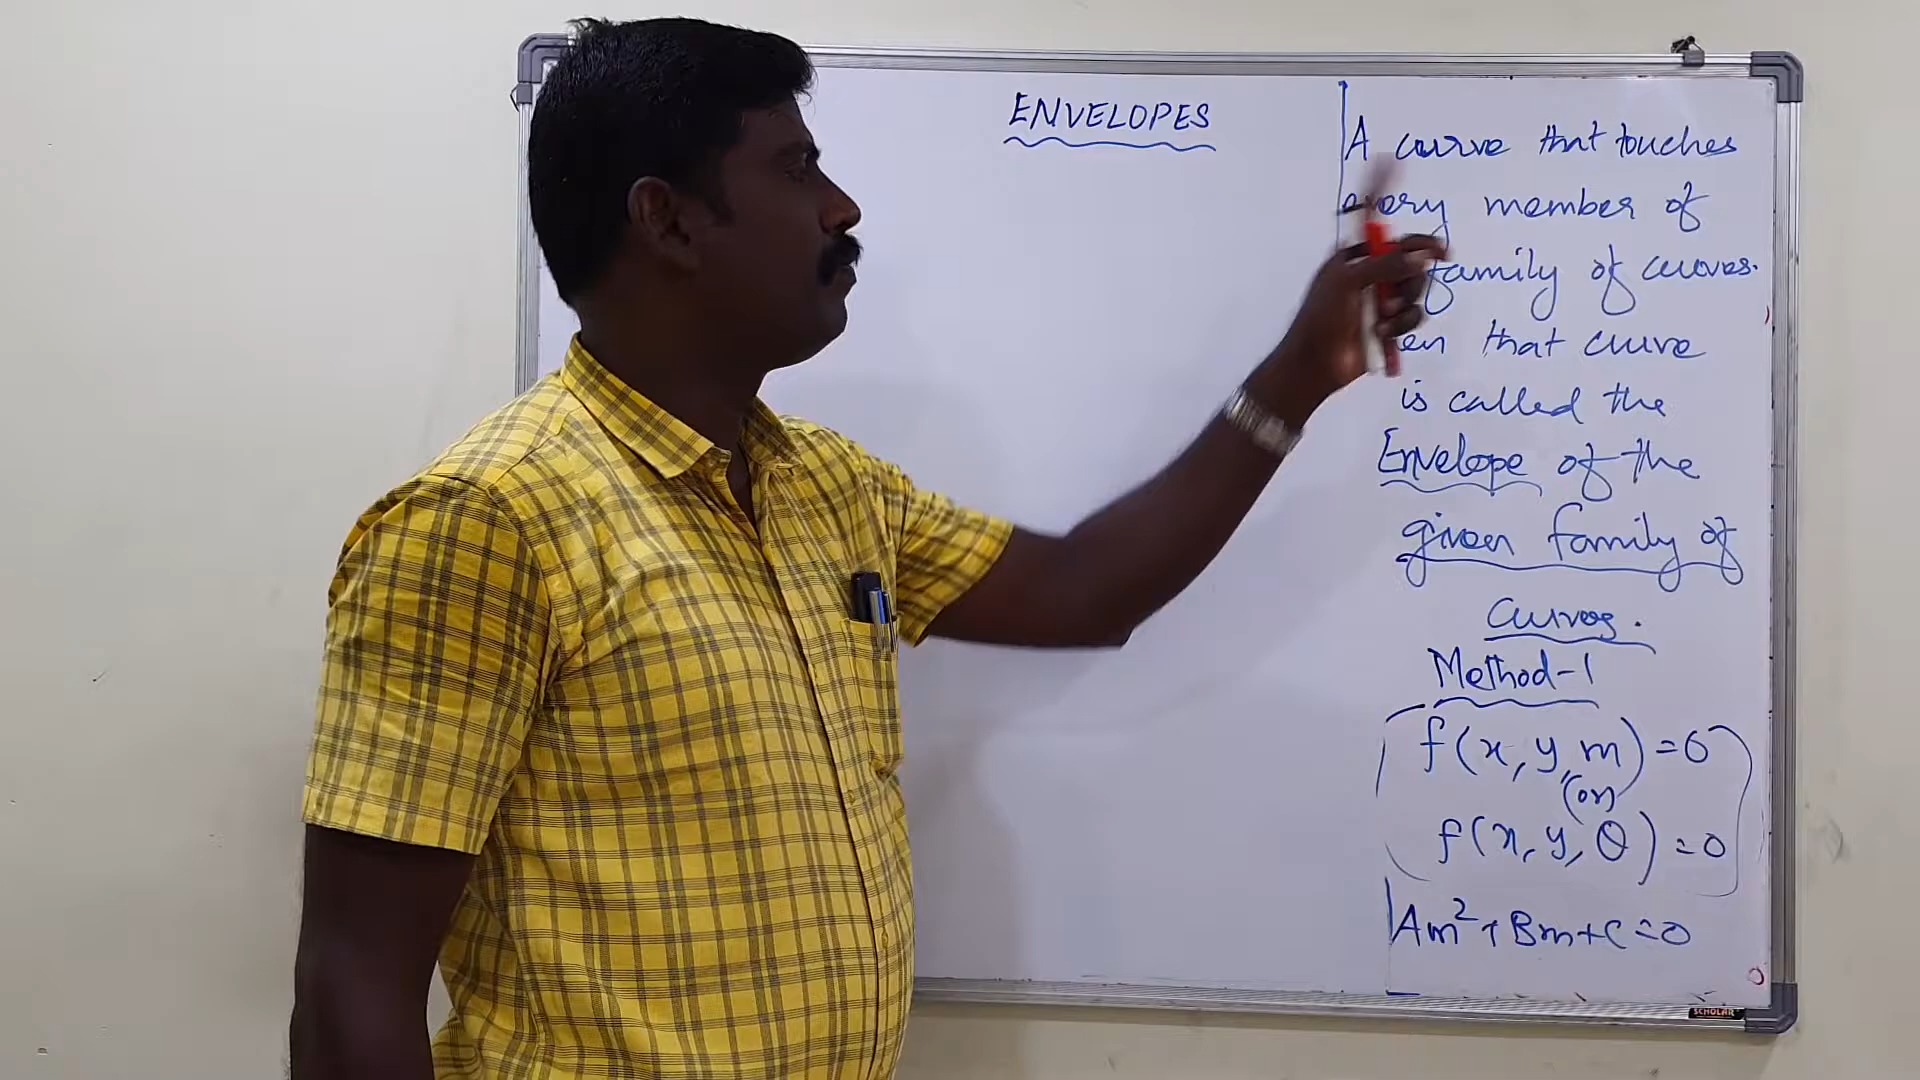 ENVELOPES
A curve that touches
every member of
family of curves.
that curve
is called the
Envelope of the
given family of
Curves.
Method-1
f(x, y, m) = 0
(or)
f(x, y, θ) = 0
Am² + Bm + C = 0
SCHOLAR